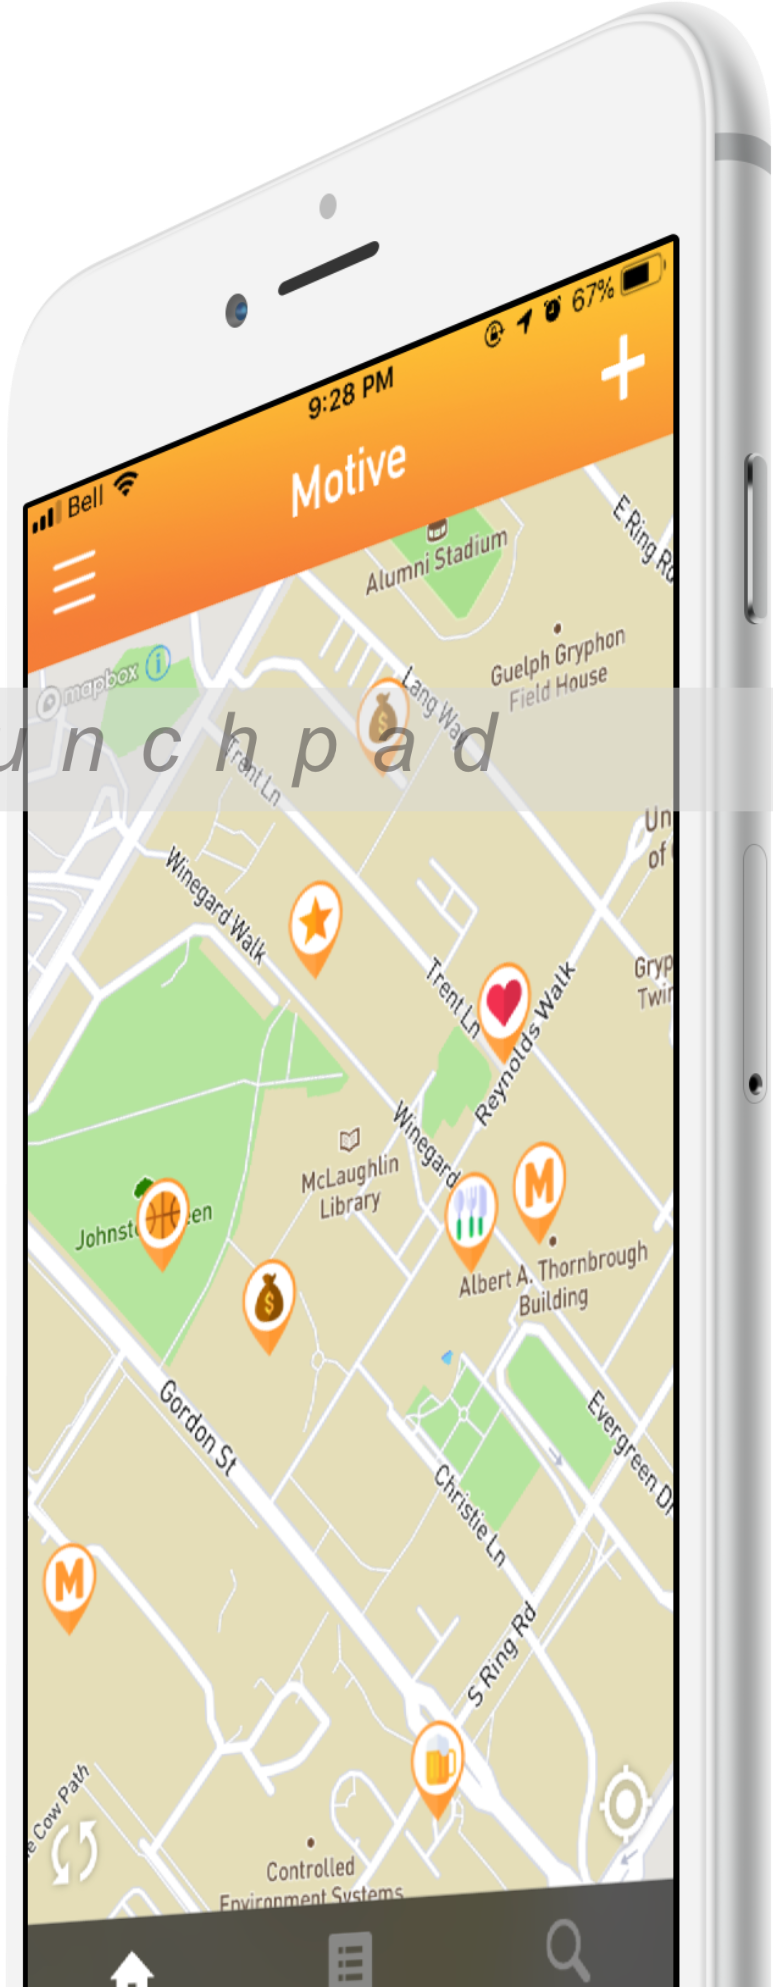 67%
9:28 PM
Bell
Motive
E Ring Rd
Alumni Stadium
mapbox
Guelph Gryphon
Field House
Lang Way
unchpad
Trent Ln
Un
of
Winegard Walk
Gryp
Twin
Trent Ln
Reynolds Walk
Winegard
McLaughlin
Library
M
Johnst een
$
Albert A. Thornbrough
Building
Gordon St
Evergreen Dr
Christie Ln
M
S Ring Rd
e Cow Path
Controlled
Environment Systems